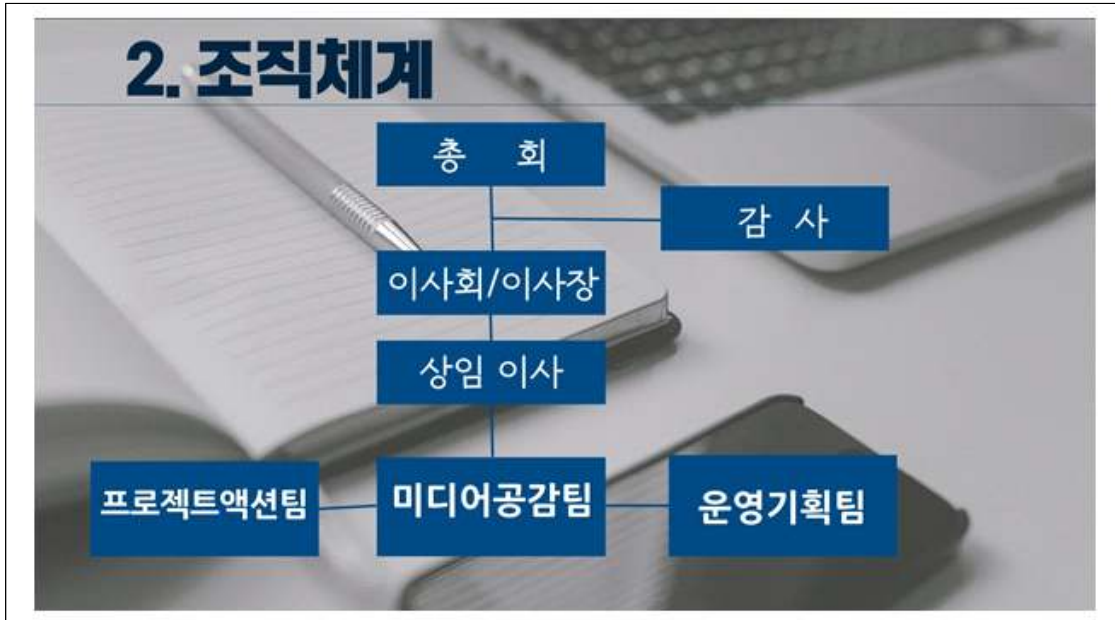 2. 조직체계
총 회
감 사
이사회/이사장
상임 이사
프로젝트액션팀
미디어공감팀
운영기획팀